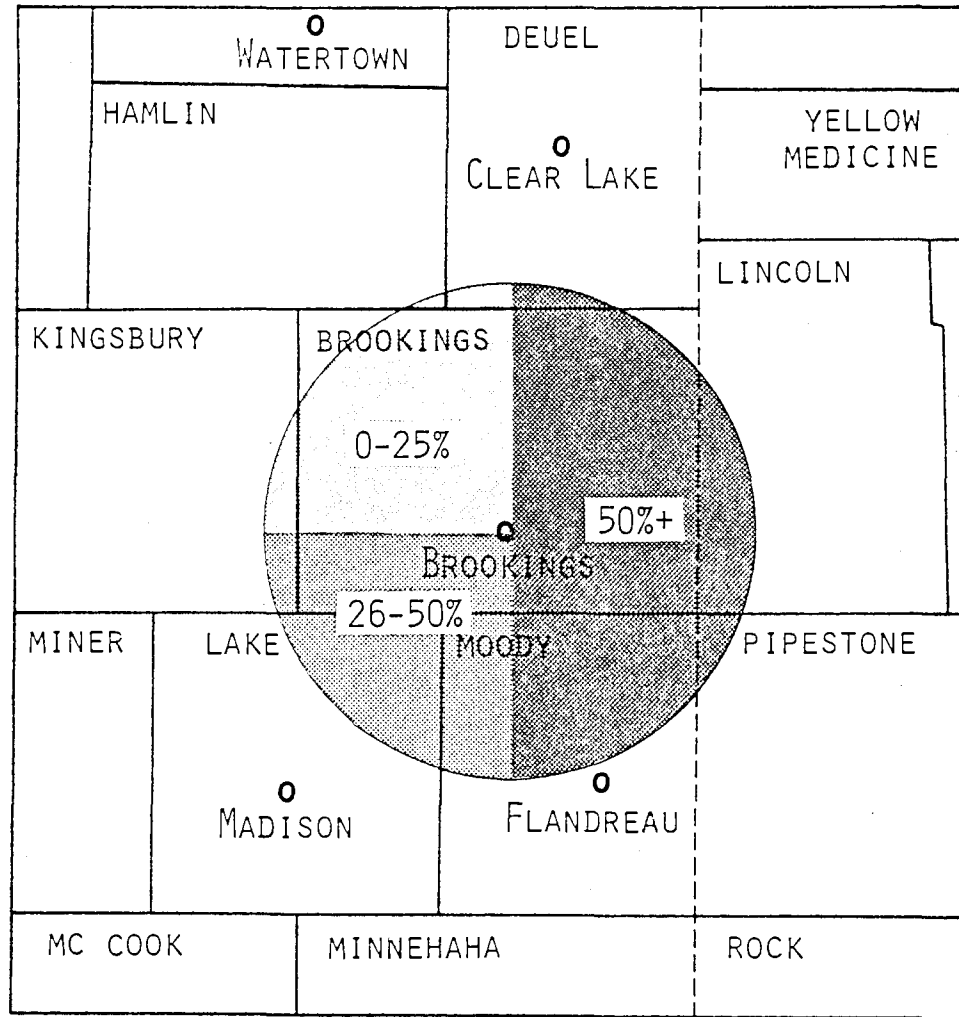 WATERTOWN
DEUEL
HAMLIN
YELLOW
MEDICINE
CLEAR LAKE
LINCOLN
KINGSBURY
BROOKINGS
0-25%
50%+
BROOKINGS
26-50%
MINER
LAKE
MOODY
PIPESTONE
MADISON
FLANDREAU
MC COOK
MINNEHAHA
ROCK